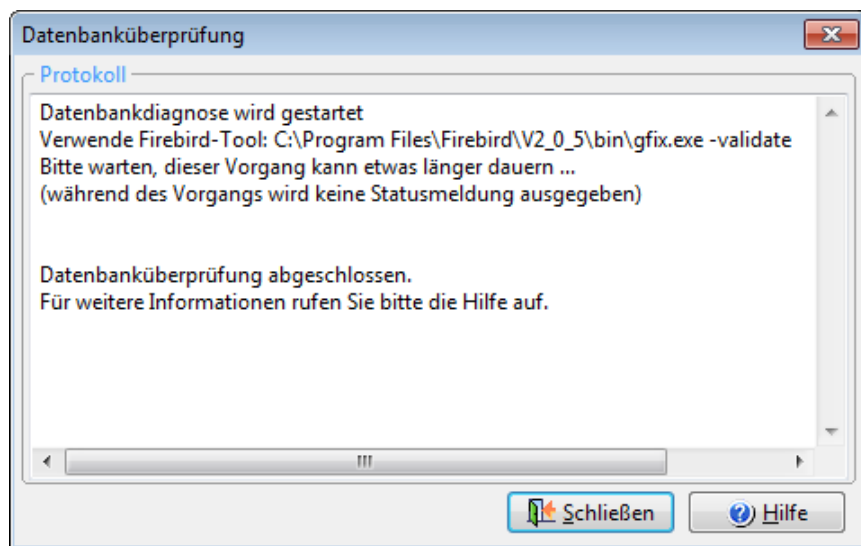 Datenbanküberprüfung
Protokoll
Datenbankdiagnose wird gestartet
Verwende Firebird-Tool: C:\Program Files\Firebird\V2_0_5\bin\gfix.exe -validate
Bitte warten, dieser Vorgang kann etwas länger dauern ...
(während des Vorgangs wird keine Statusmeldung ausgegeben)
Datenbanküberprüfung abgeschlossen.
Für weitere Informationen rufen Sie bitte die Hilfe auf.
Schließen
Hilfe